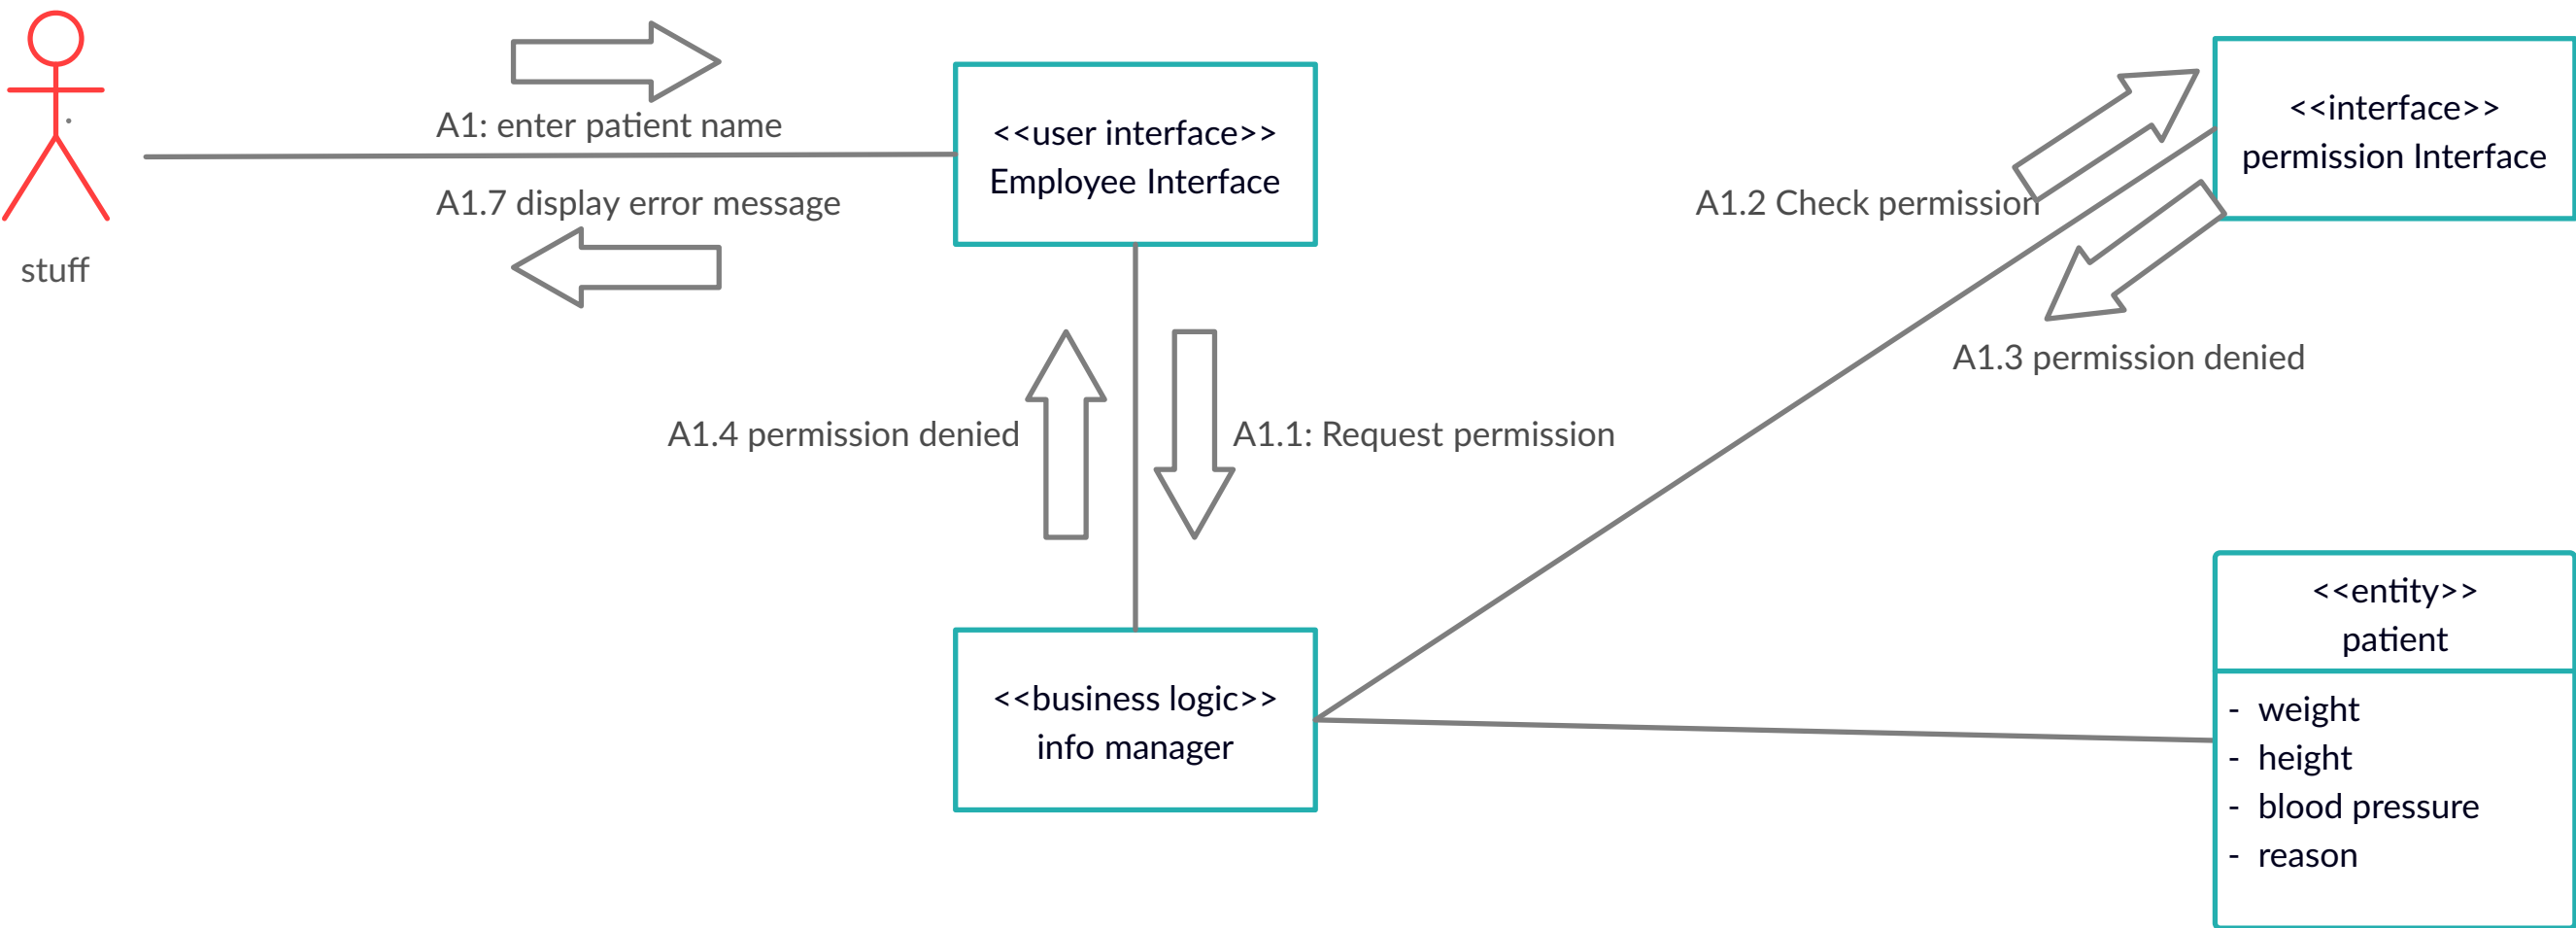 A1: enter patient name
A1.7 display error message
stuff
<<user interface>>
Employee Interface
<<interface>>
permission Interface
A1.2 Check permission
A1.3 permission denied
A1.4 permission denied
A1.1: Request permission
<<business logic>>
info manager
<<entity>>
patient
- weight
- height
- blood pressure
- reason